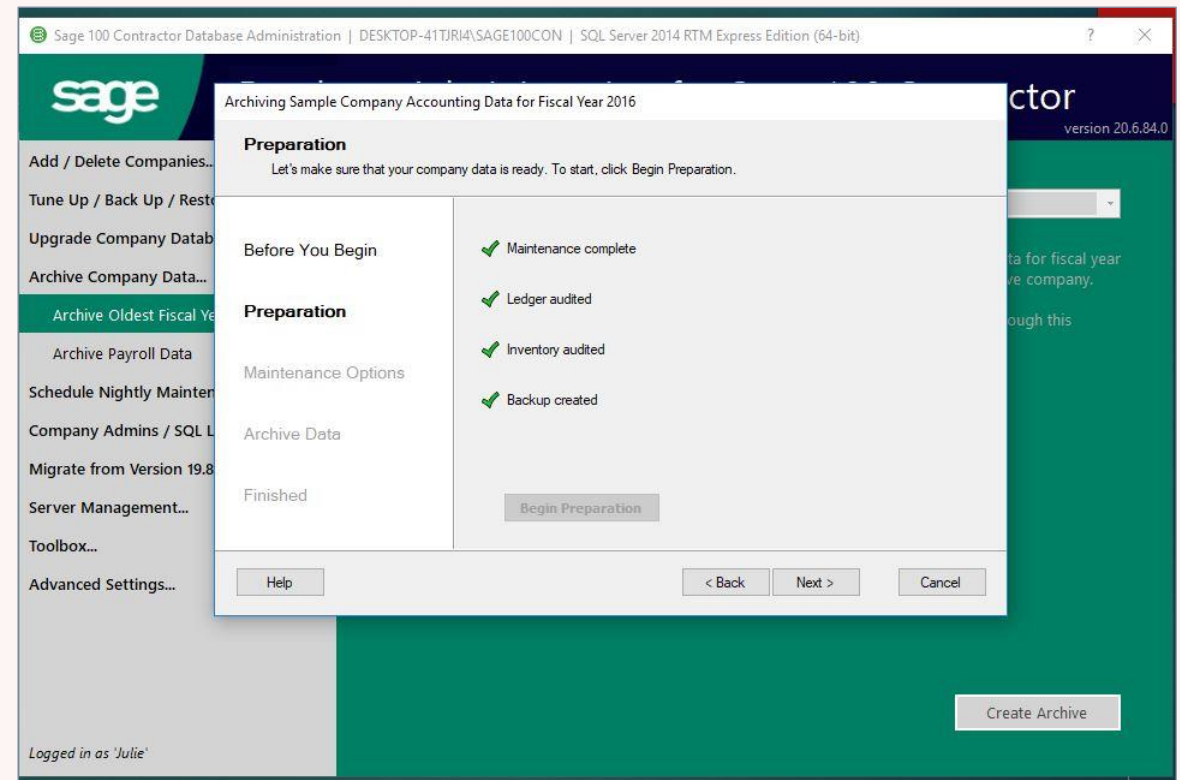 Sage 100 Contractor Database Administration | DESKTOP-41TJRI4\SAGE100CON | SQL Server 2014 RTM Express Edition (64-bit) ?
sage
ctor
version 20.6.84.0
Archiving Sample Company Accounting Data for Fiscal Year 2016
Preparation
Let's make sure that your company data is ready. To start, click Begin Preparation.
Add / Delete Companies...
Tune Up / Back Up / Resto
Upgrade Company Datab
Archive Company Data...
Archive Oldest Fiscal Ye
Archive Payroll Data
Schedule Nightly Mainten
Company Admins / SQL L
Migrate from Version 19.8
Server Management...
Toolbox...
Advanced Settings...
Logged in as 'Julie'
Before You Begin
Preparation
Maintenance Options
Archive Data
Finished
Maintenance complete
Ledger audited
Inventory audited
Backup created
Begin Preparation
Help
< Back
Next >
Cancel
ta for fiscal year
ve company.
ough this
Create Archive